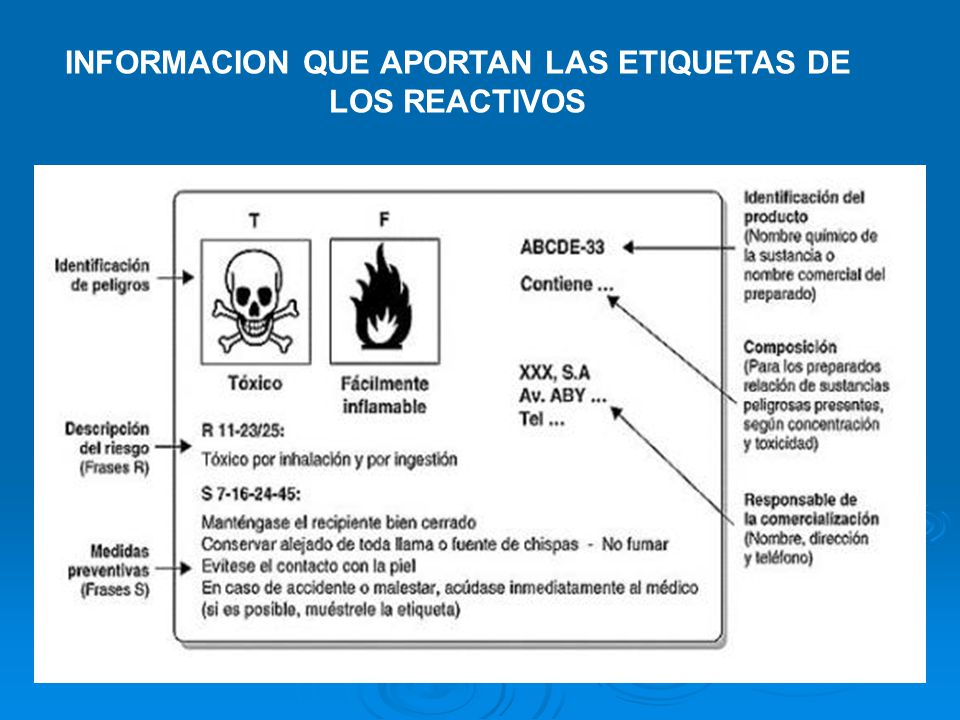 INFORMACION QUE APORTAN LAS ETIQUETAS DE
LOS REACTIVOS
Identificación
de peligros
Descripción
del riesgo
(Frases R)
Medidas
preventivas
(Frases S)
T
F
Tóxico
Fácilmente
inflamable
R 11-23/25:
Tóxico por inhalación y por ingestión
S 7-16-24-45:
Manténgase el recipiente bien cerrado
Conservar alejado de toda llama o fuente de chispas - No fumar
Evítese el contacto con la piel
En caso de accidente o malestar, acúdase inmediatamente al médico
(si es posible, muéstrele la etiqueta)
ABCDE-33
Contiene ...
XXX, S.A
Av. ABY ...
Tel ...
Identificación del
producto
(Nombre químico de
la sustancia o
nombre comercial del
preparado)
Composición
(Para los preparados
relación de sustancias
peligrosas presentes,
según concentración
y toxicidad)
Responsable de
la comercialización
(Nombre, dirección
y teléfono)